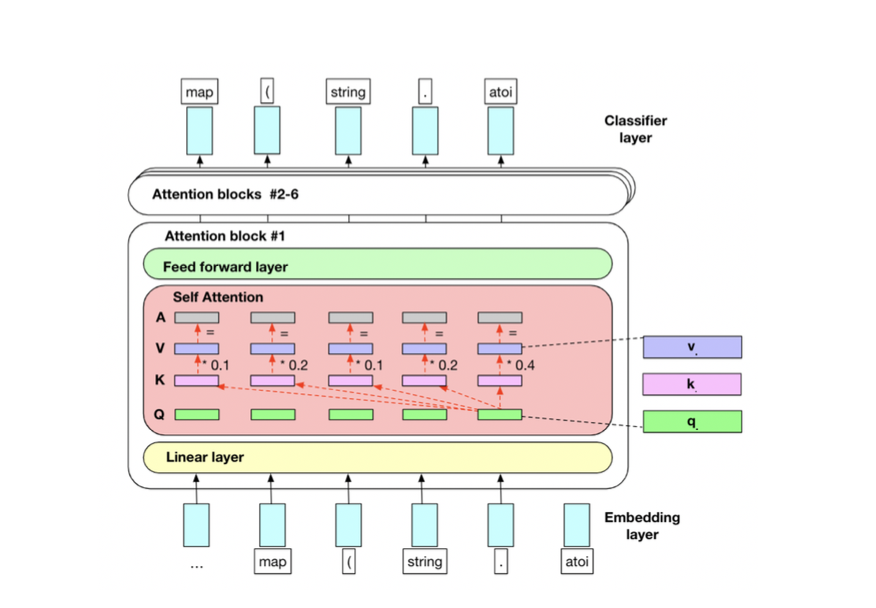 map ( string . atoi
Classifier
layer
Attention blocks #2-6
Attention block #1
Feed forward layer
Self Attention
A
= = = = =
V
* 0.1 * 0.2 * 0.1 * 0.2 * 0.4
K
Q
v.
k.
q.
Linear layer
Embedding
layer
... map ( string . atoi